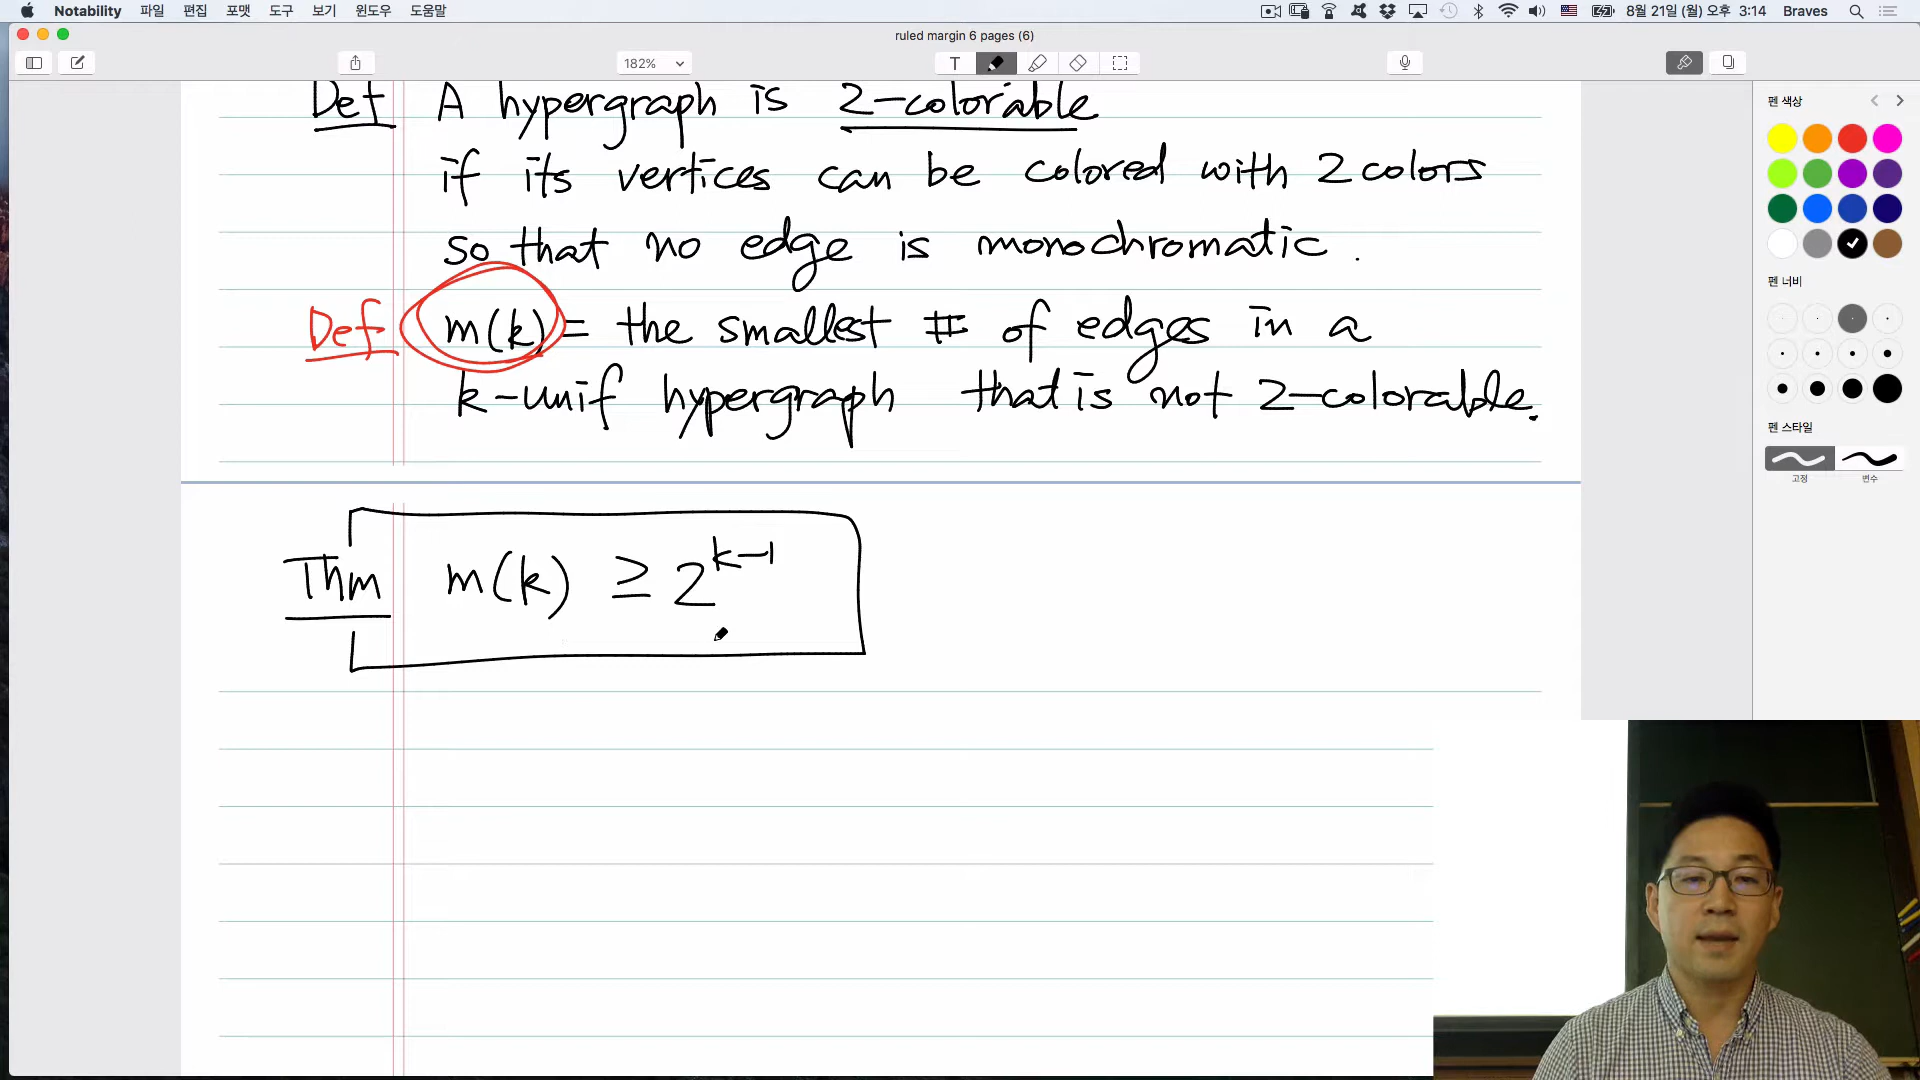 Notability 파일 편집 포맷 도구 보기 윈도우 도움말 8월 21일 (월) 오후 3:14 Braves
ruled margin 6 pages (6)
182% T
펜 색상
펜 너비
펜 스타일
고정 변수
Def A hypergraph is 2-colorable
if its vertices can be colored with 2 colors
so that no edge is monochromatic.
Def m(k) = the smallest # of edges in a
k-unif hypergraph that is not 2-colorable.
Thm m(k) ≥ 2^{k-1}